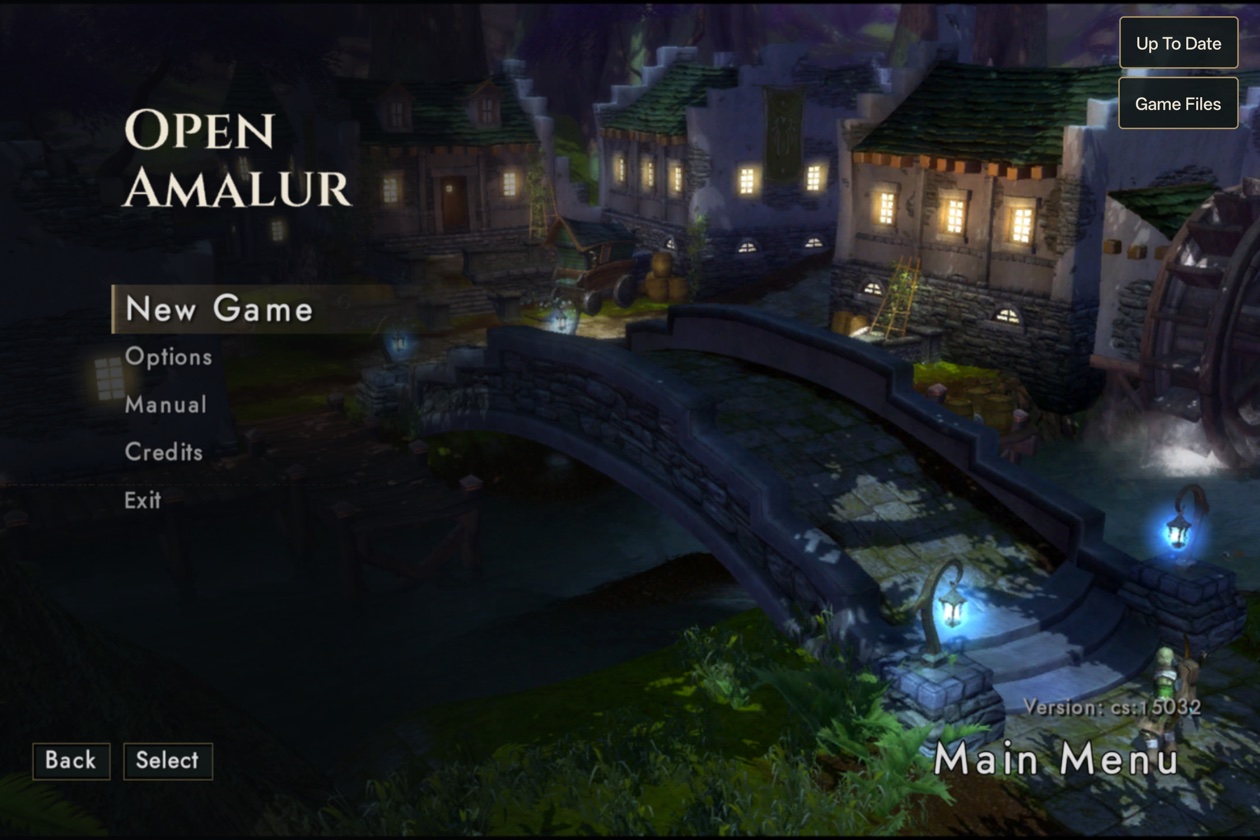 Up To Date
Game Files
Open
Amalur
New Game
Options
Manual
Credits
Exit
Version: cs:15032
Back
Select
Main Menu